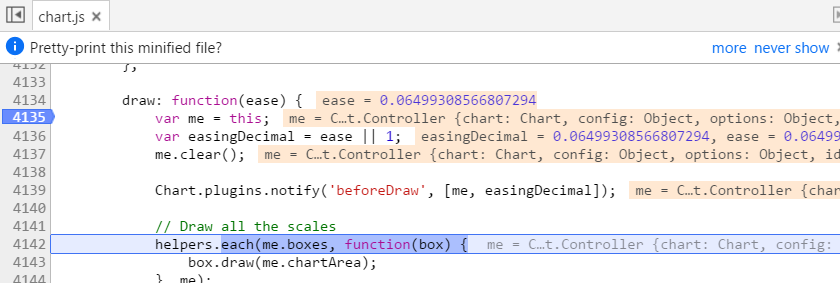 chart.js ×
Pretty-print this minified file? more never show
4132 },
4133
4134 draw: function(ease) { ease = 0.06499308566807294
4135 var me = this; me = C…t.Controller {chart: Chart, config: Object, options: Object,
4136 var easingDecimal = ease || 1; easingDecimal = 0.06499308566807294, ease = 0.06499
4137 me.clear(); me = C…t.Controller {chart: Chart, config: Object, options: Object, id
4138
4139 Chart.plugins.notify('beforeDraw', [me, easingDecimal]); me = C…t.Controller {char
4140
4141 // Draw all the scales
4142 helpers.each(me.boxes, function(box) { me = C…t.Controller {chart: Chart, config:
4143 box.draw(me.chartArea);
4144 }, me);